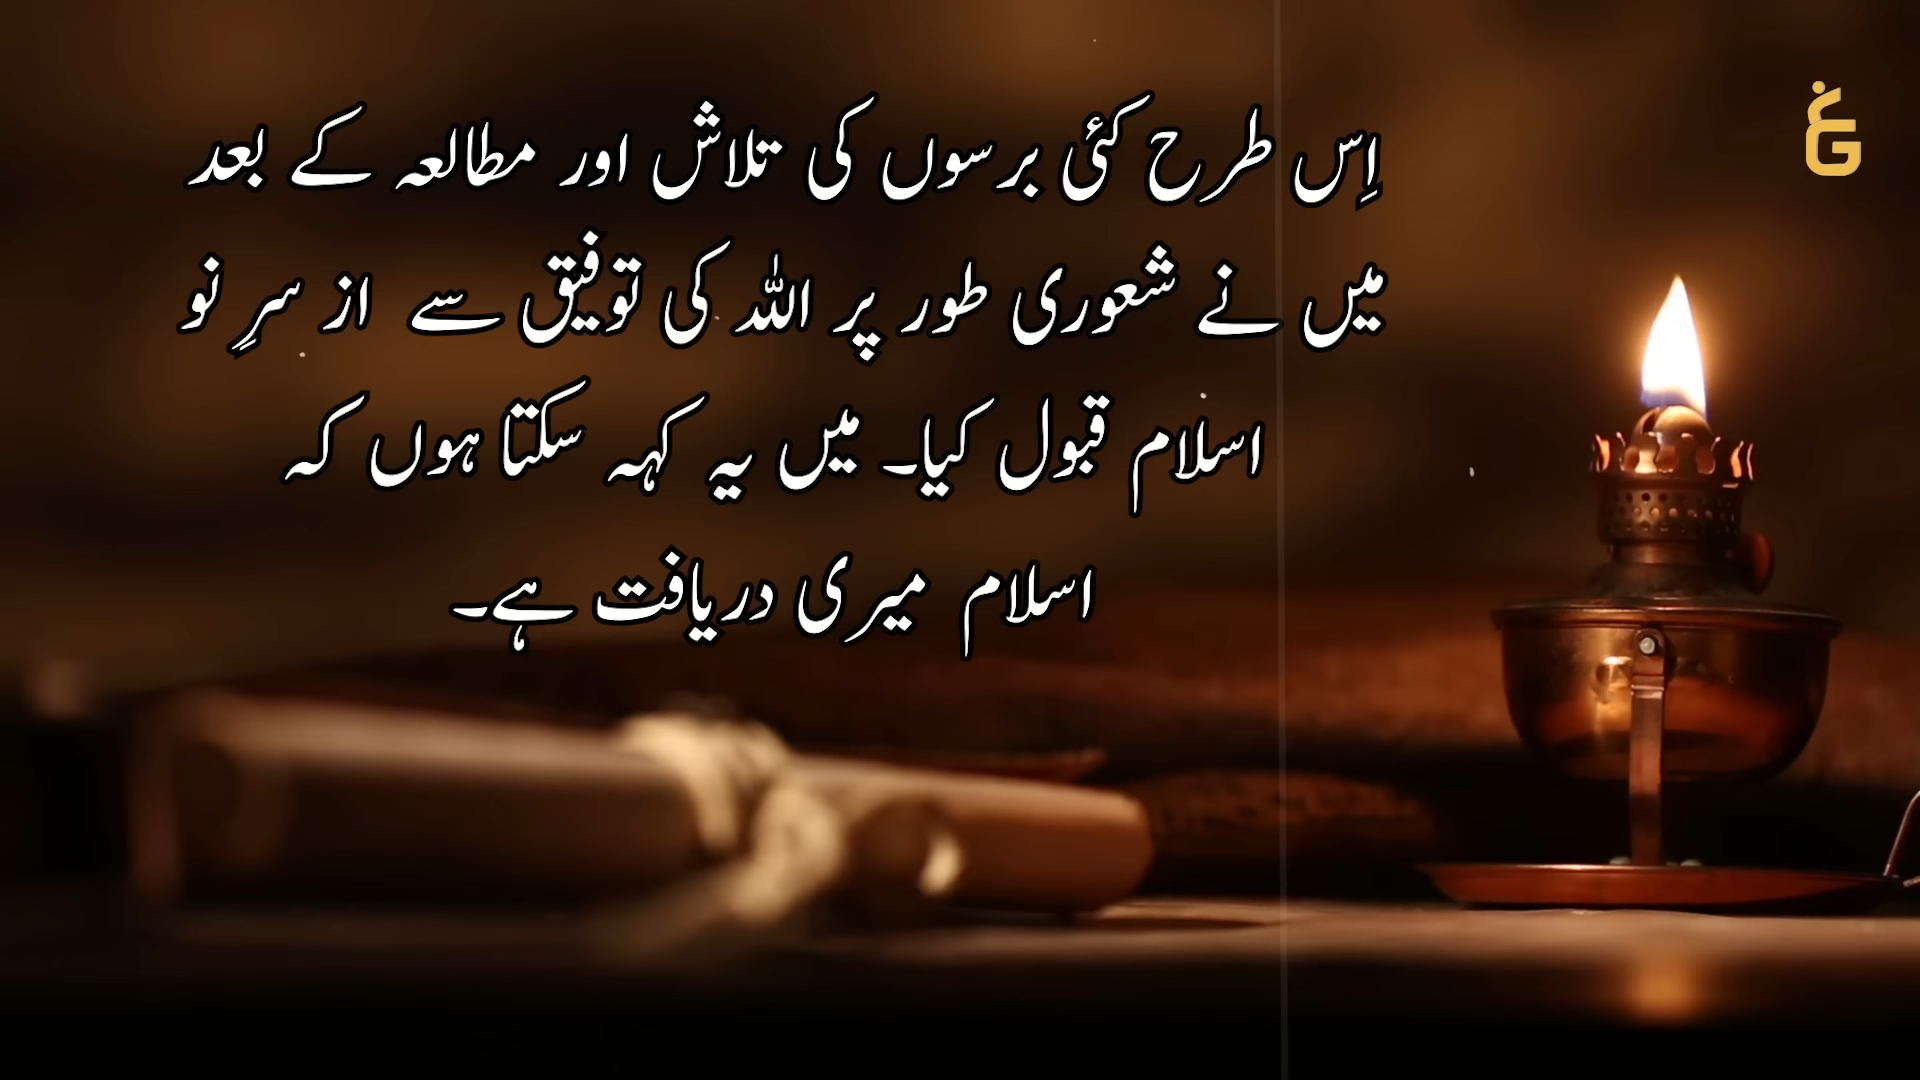 اِس طرح کئی برسوں کی تلاش اور مطالعہ کے بعد
میں نے شعوری طور پر اللہ کی توفیق سے از سرِ نو
اسلام قبول کیا۔ میں یہ کہہ سکتا ہوں کہ
اسلام میری دریافت ہے۔